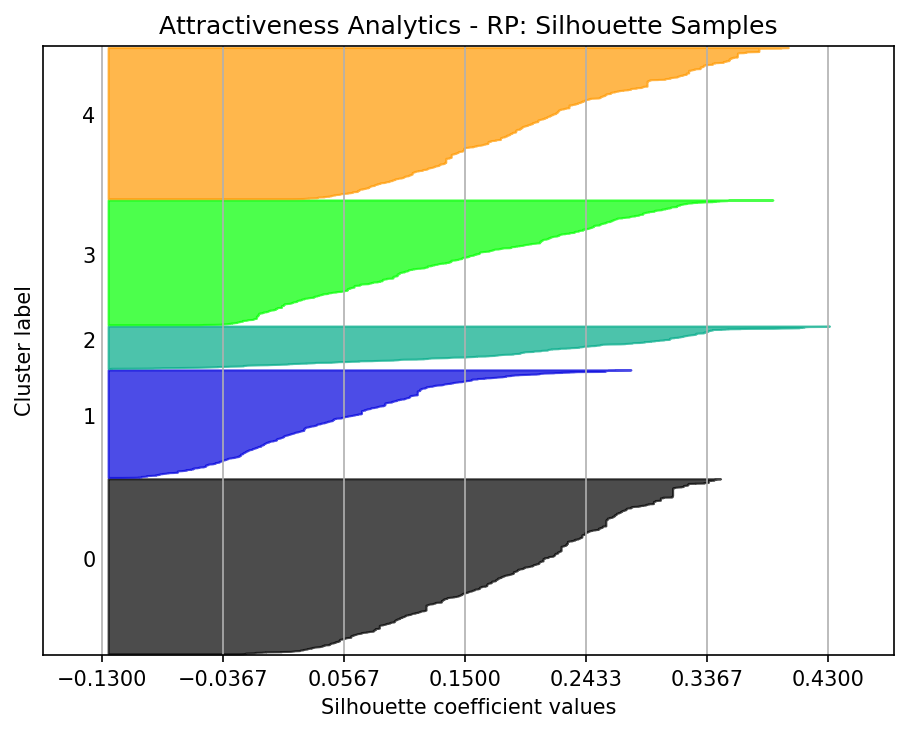 Attractiveness Analytics - RP: Silhouette Samples
4
3
2
1
0
Cluster label
−0.1300 −0.0367 0.0567 0.1500 0.2433 0.3367 0.4300
Silhouette coefficient values